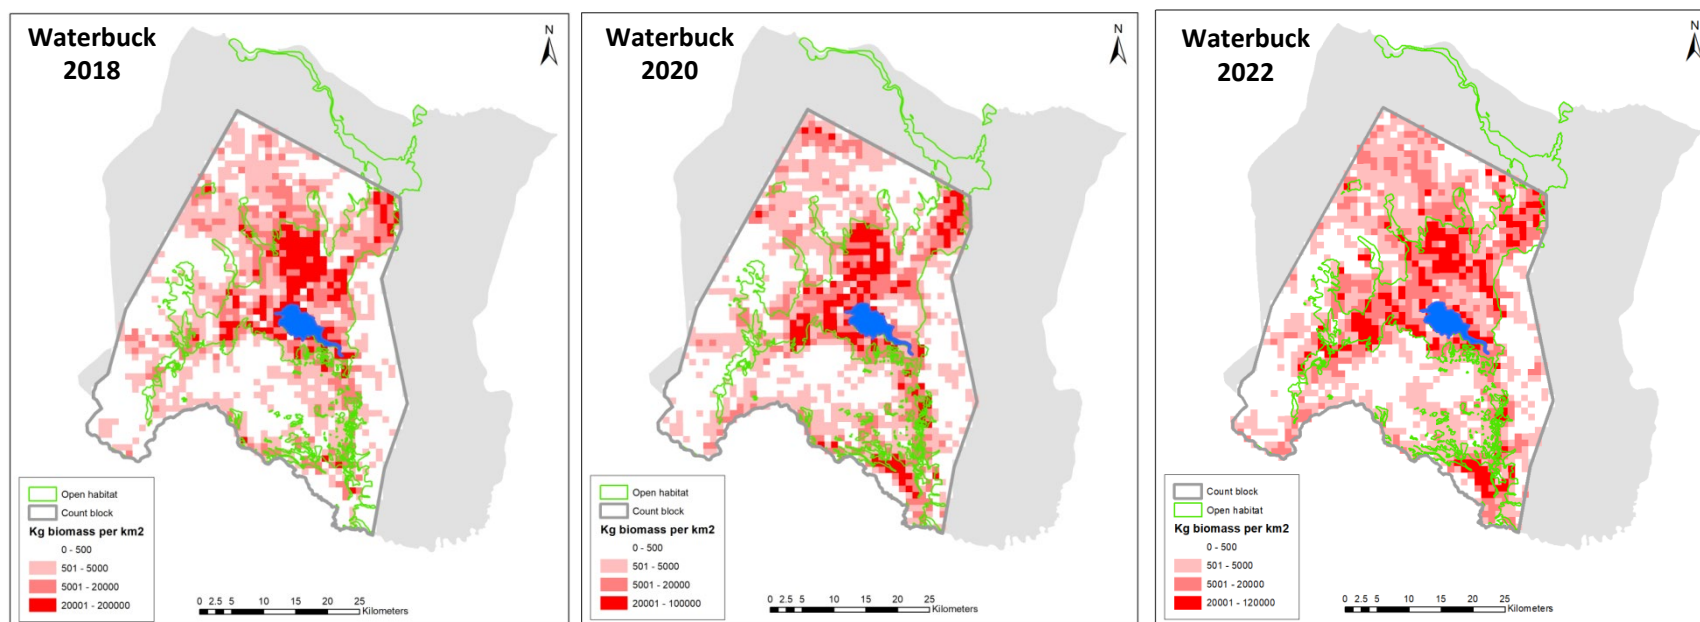 Waterbuck
2018
N
Open habitat
Count block
Kg biomass per km2
0 - 500
501 - 5000
5001 - 20000
20001 - 200000
0 2.5 5 10 15 20 25
Kilometers
Waterbuck
2020
N
Open habitat
Count block
Kg biomass per km2
0 - 500
501 - 5000
5001 - 20000
20001 - 100000
0 2.5 5 10 15 20 25
Kilometers
Waterbuck
2022
N
Count block
Open habitat
Kg biomass per km2
0 - 500
501 - 5000
5001 - 20000
20001 - 120000
0 2.5 5 10 15 20 25
Kilometers